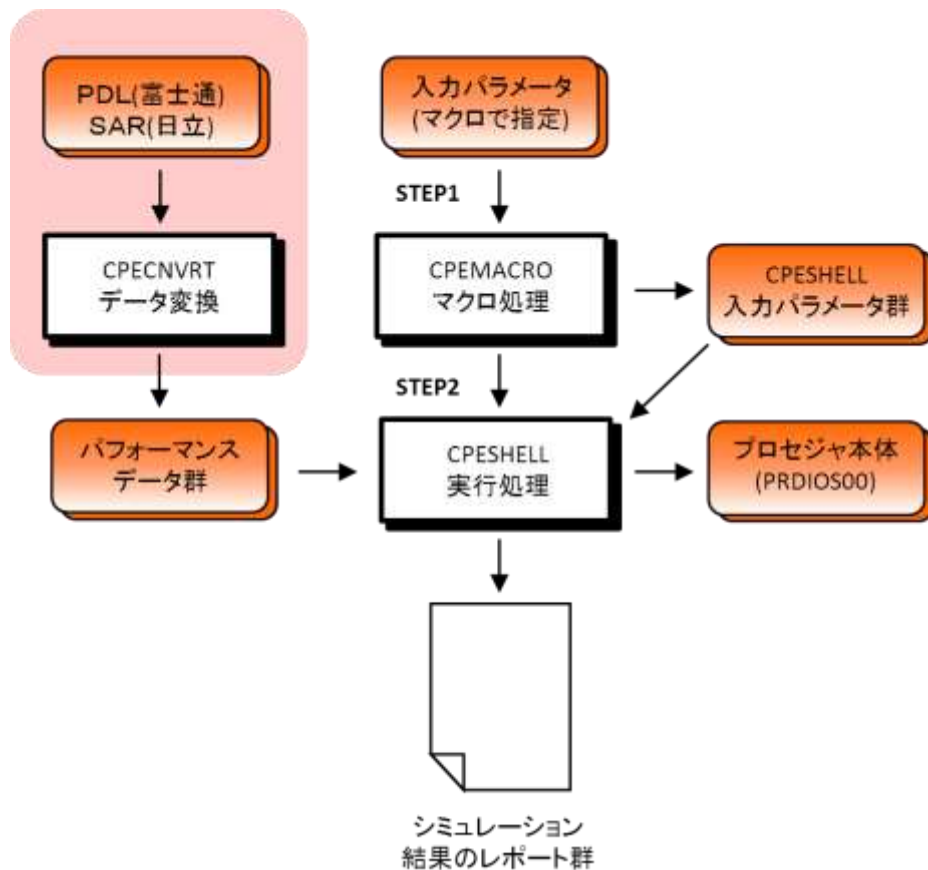 PDL(富士通)
SAR(日立)
入力パラメータ
(マクロで指定)
STEP1
CPECNVRT
データ変換
CPEMACRO
マクロ処理
CPESHELL
入力パラメータ群
STEP2
パフォーマンス
データ群
CPESHELL
実行処理
プロセジャ本体
(PRDIOS00)
シミュレーション
結果のレポート群